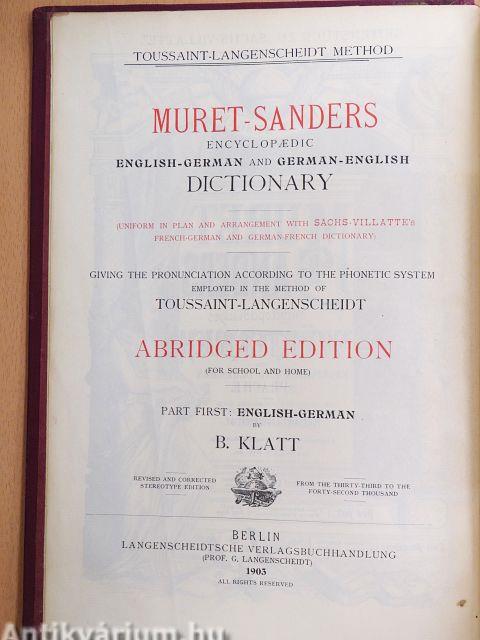 TOUSSAINT-LANGENSCHEIDT METHOD
MURET-SANDERS
ENCYCLOPÆDIC
ENGLISH-GERMAN AND GERMAN-ENGLISH
DICTIONARY
(UNIFORM IN PLAN AND ARRANGEMENT WITH SACHS-VILLATTE'S
FRENCH-GERMAN AND GERMAN-FRENCH DICTIONARY)
GIVING THE PRONUNCIATION ACCORDING TO THE PHONETIC SYSTEM
EMPLOYED IN THE METHOD OF
TOUSSAINT-LANGENSCHEIDT
ABRIDGED EDITION
(FOR SCHOOL AND HOME)
PART FIRST: ENGLISH-GERMAN
BY
B. KLATT
REVISED AND CORRECTED
STEREOTYPE EDITION
FROM THE THIRTY-THIRD TO THE
FORTY-SECOND THOUSAND
BERLIN
LANGENSCHEIDTSCHE VERLAGSBUCHHANDLUNG
(PROF. G. LANGENSCHEIDT)
1903
ALL RIGHTS RESERVED
Antikvárium.hu